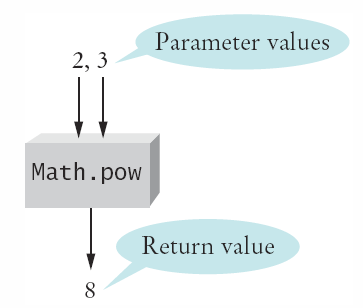 Parameter values
2, 3
Math.pow
Return value
8